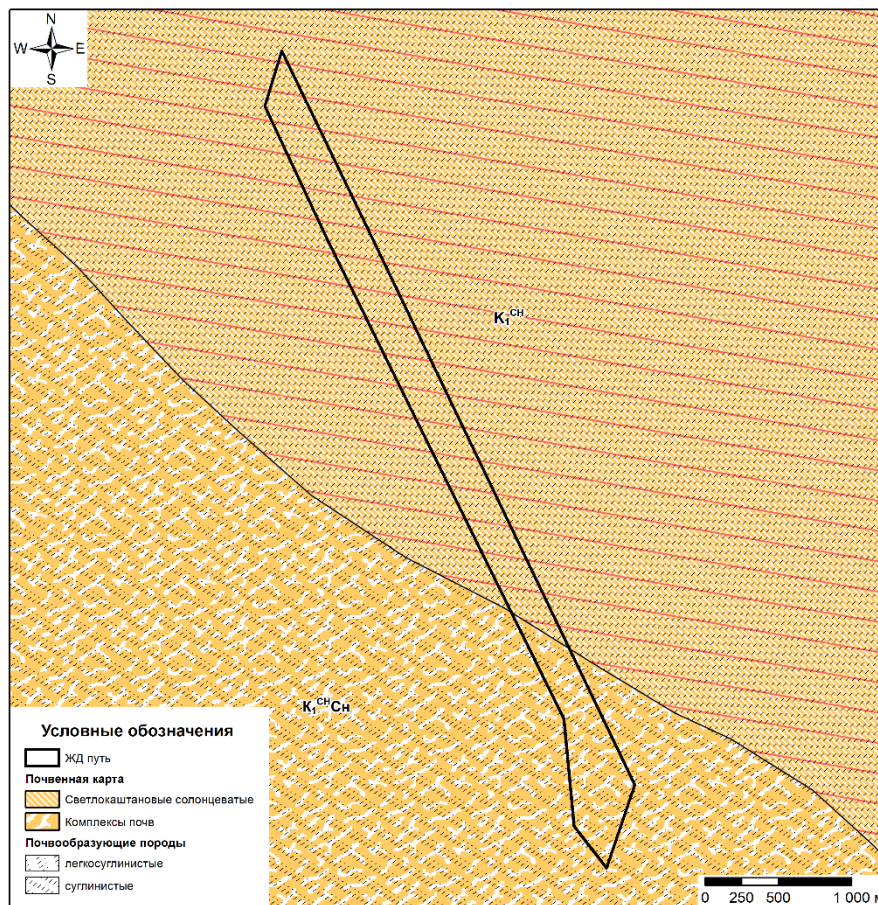 N
W E
S
K₁ᶜᴴ
K₁ᶜᴴСн
Условные обозначения
ЖД путь
Почвенная карта
Светлокаштановые солонцеватые
Комплексы почв
Почвообразующие породы
легкосуглинистые
суглинистые
0 250 500 1 000 м